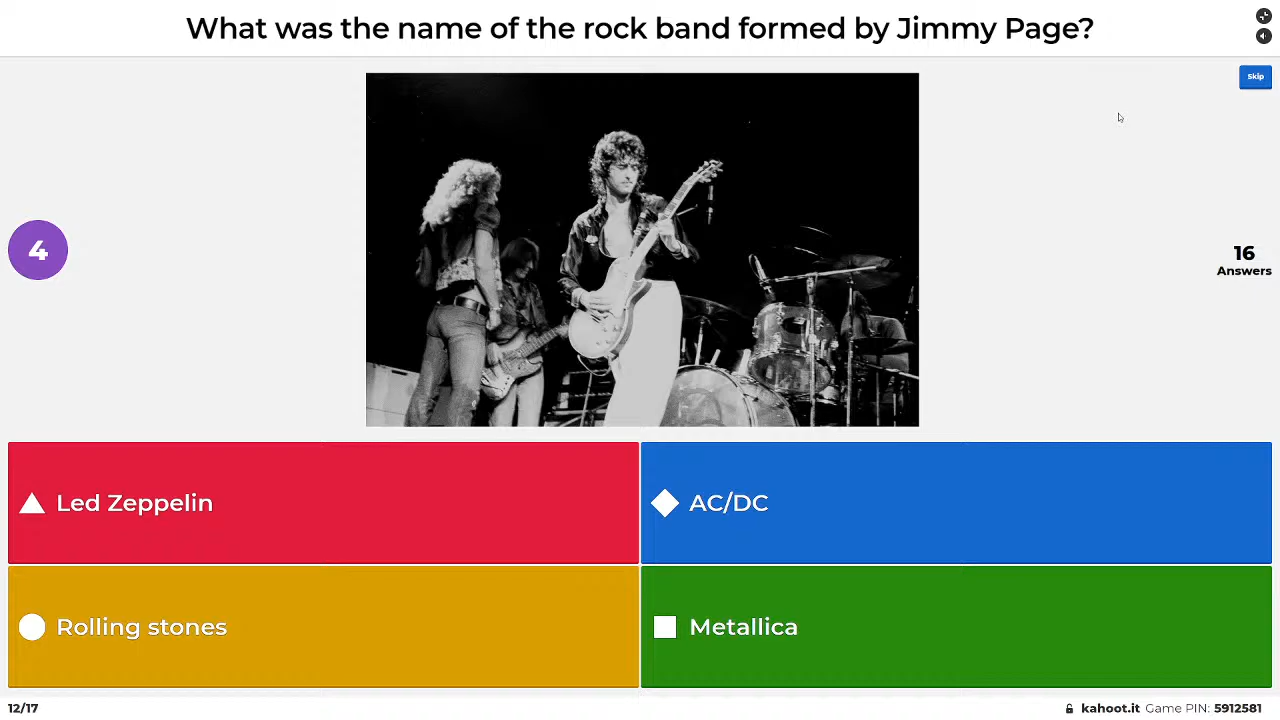 What was the name of the rock band formed by Jimmy Page?
Skip
4
16
Answers
Led Zeppelin
AC/DC
Rolling stones
Metallica
12/17
kahoot.it Game PIN: 5912581